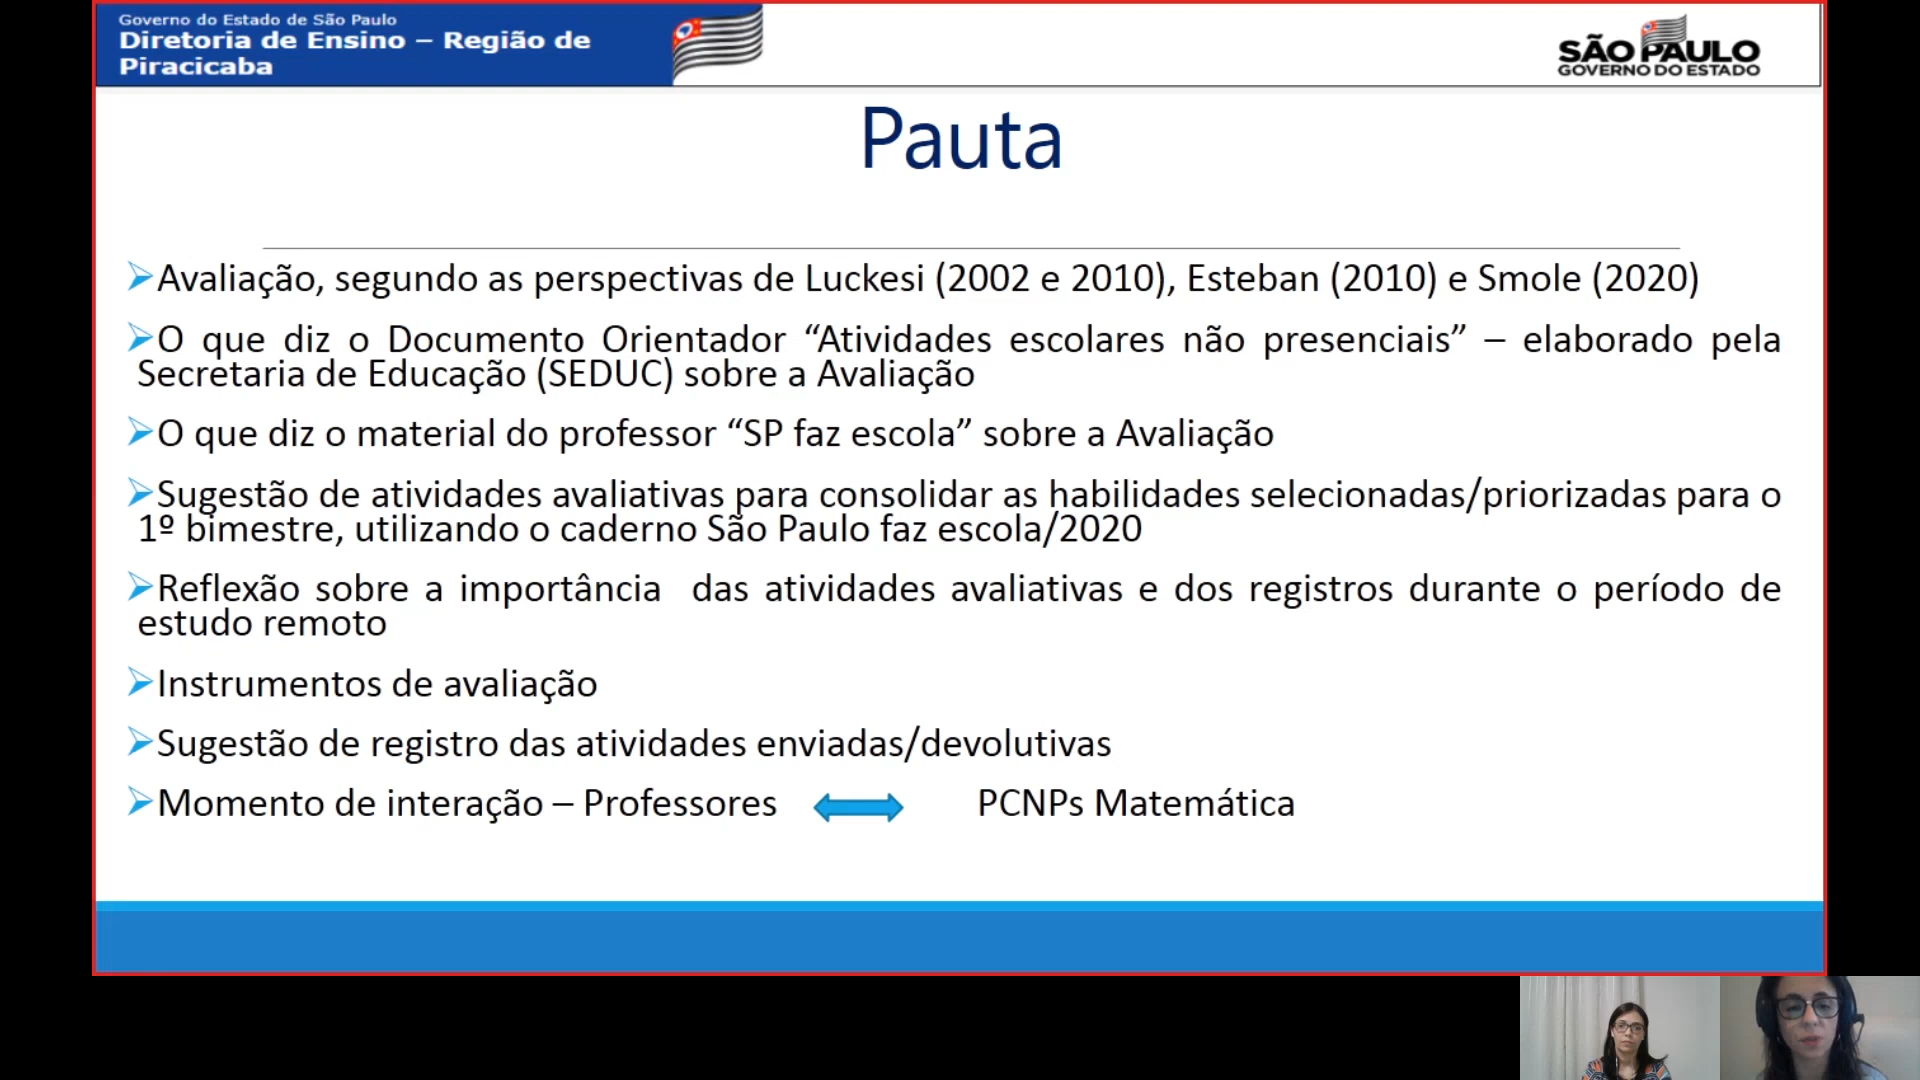 Governo do Estado de São Paulo
Diretoria de Ensino – Região de
Piracicaba
SÃO PAULO
GOVERNO DO ESTADO
Pauta
➢Avaliação, segundo as perspectivas de Luckesi (2002 e 2010), Esteban (2010) e Smole (2020)
➢O que diz o Documento Orientador “Atividades escolares não presenciais” – elaborado pela
Secretaria de Educação (SEDUC) sobre a Avaliação
➢O que diz o material do professor “SP faz escola” sobre a Avaliação
➢Sugestão de atividades avaliativas para consolidar as habilidades selecionadas/priorizadas para o
1º bimestre, utilizando o caderno São Paulo faz escola/2020
➢Reflexão sobre a importância das atividades avaliativas e dos registros durante o período de
estudo remoto
➢Instrumentos de avaliação
➢Sugestão de registro das atividades enviadas/devolutivas
➢Momento de interação – Professores PCNPs Matemática